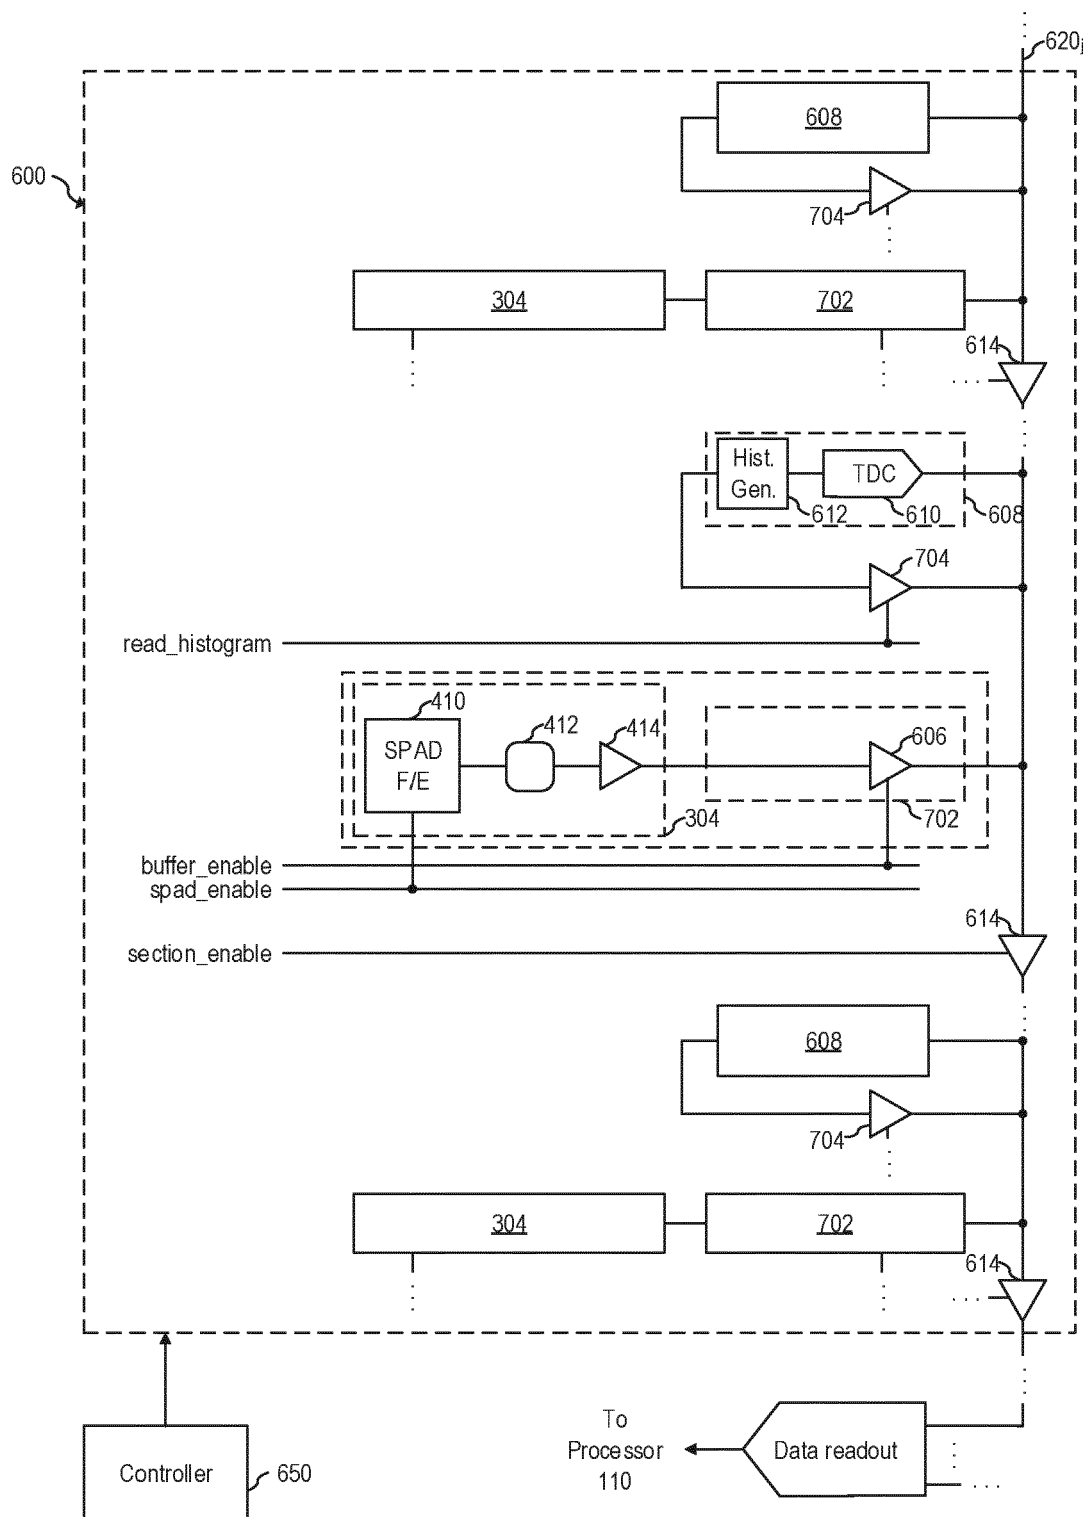 620j
608
600
704
304
702
614
Hist.
Gen.
TDC
612
610
608
704
read_histogram
410
412
414
606
SPAD
F/E
304
702
buffer_enable
spad_enable
614
section_enable
608
704
304
702
614
To
Processor
110
Data readout
Controller
650